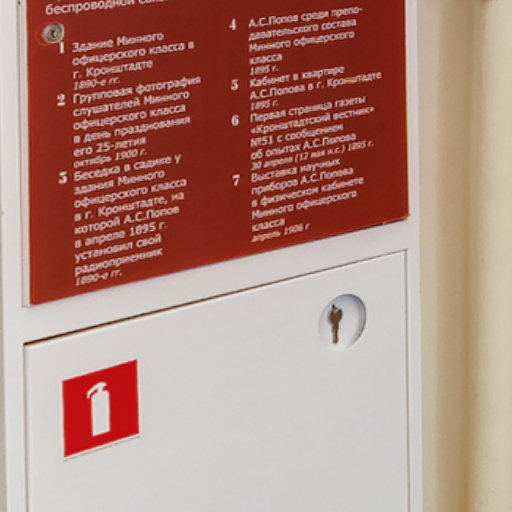 беспроводной связи
1 Здание Минного
офицерского класса в
г. Кронштадте
1890-е гг.
2 Групповая фотография
слушателей Минного
офицерского класса
в день празднования
его 25-летия
октябрь 1900 г.
3 Беседка в садике у
здания Минного
офицерского класса
в г. Кронштадте, на
которой А.С.Попов
в апреле 1895 г.
установил свой
радиоприемник
1890-е гг.
4 А.С.Попов среди препо-
давательского состава
Минного офицерского
класса
1895 г.
5 Кабинет в квартире
А.С.Попова в г. Кронштадте
1895 г.
6 Первая страница газеты
«Кронштадтский вестник»
№51 с сообщением
об опытах А.С.Попова
30 апреля (12 мая н.с.) 1895 г.
7 Выставка научных
приборов А.С.Попова
в физическом кабинете
Минного офицерского
класса
апрель 1906 г